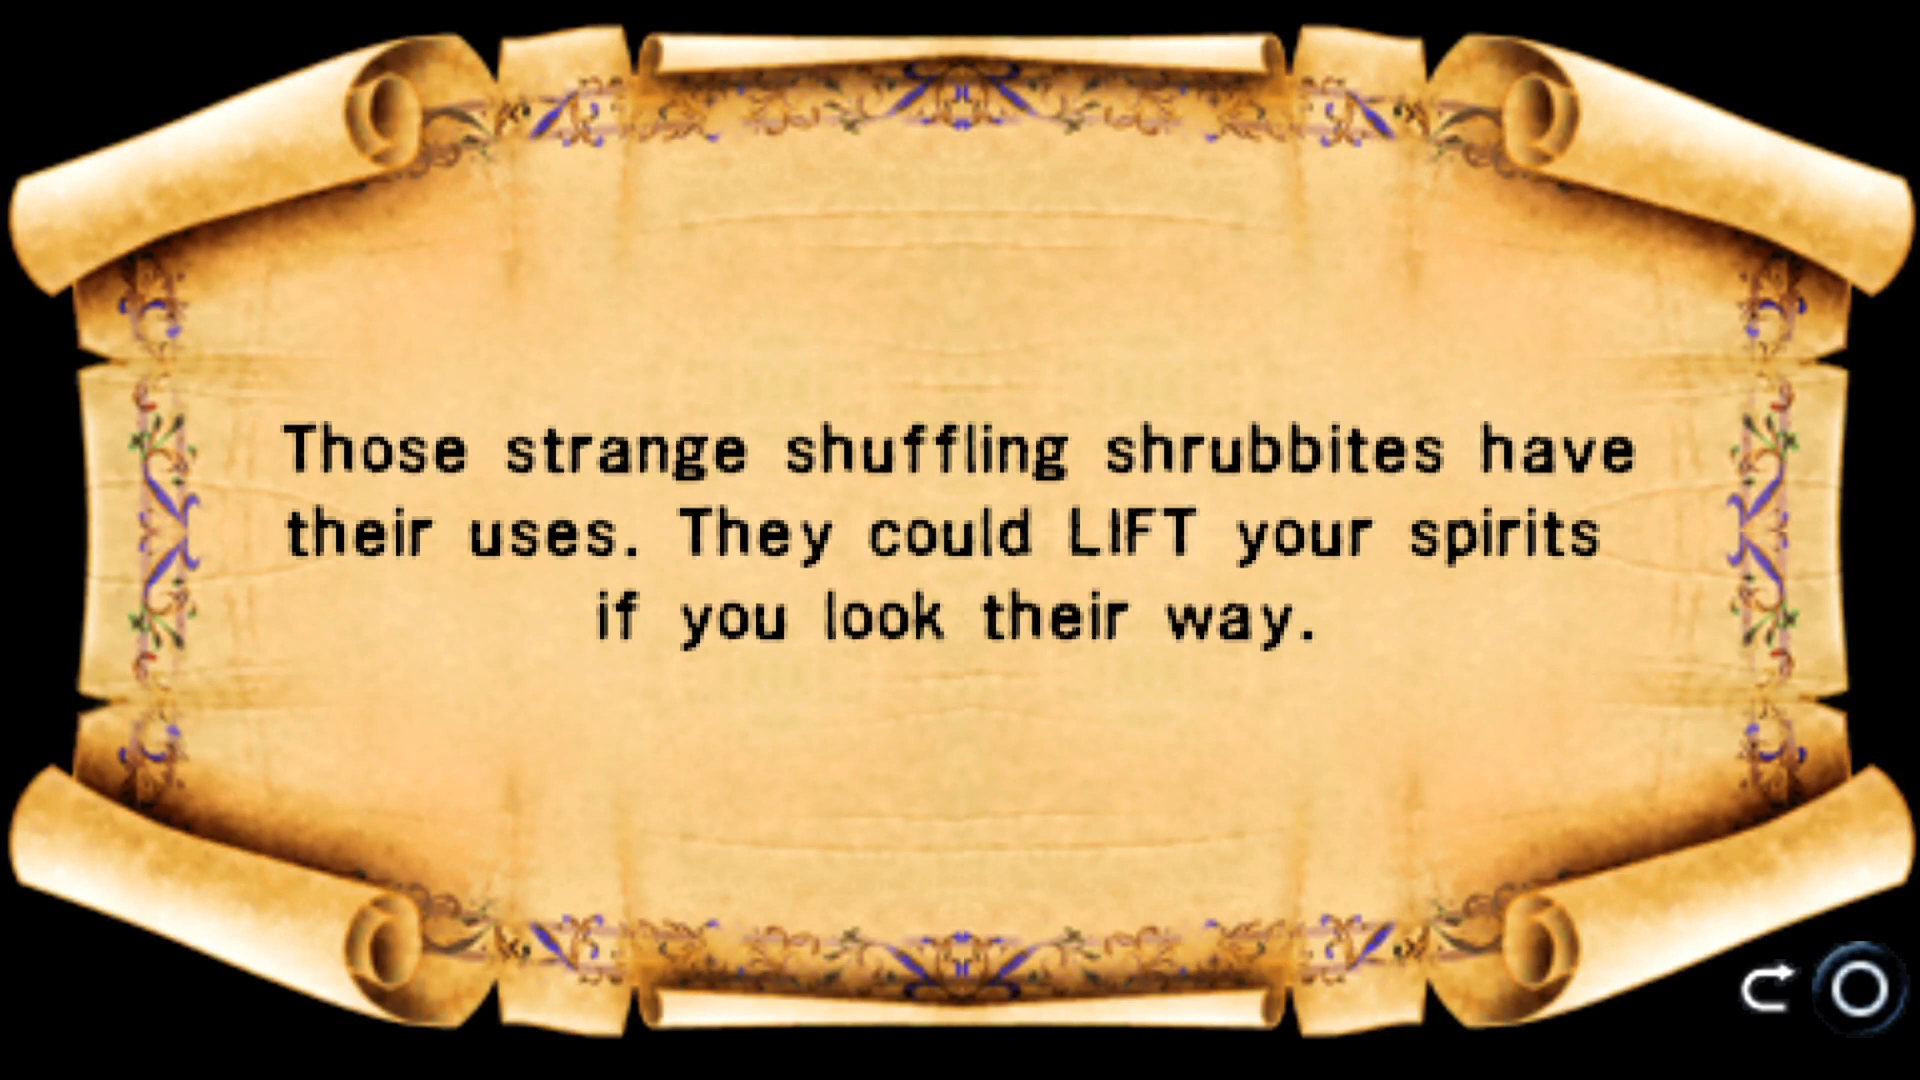 Those strange shuffling shrubbites have
their uses. They could LIFT your spirits
if you look their way.